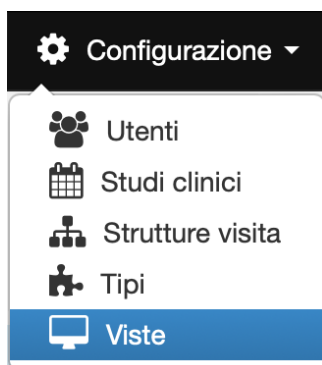 Configurazione
Utenti
Studi clinici
Strutture visita
Tipi
Viste